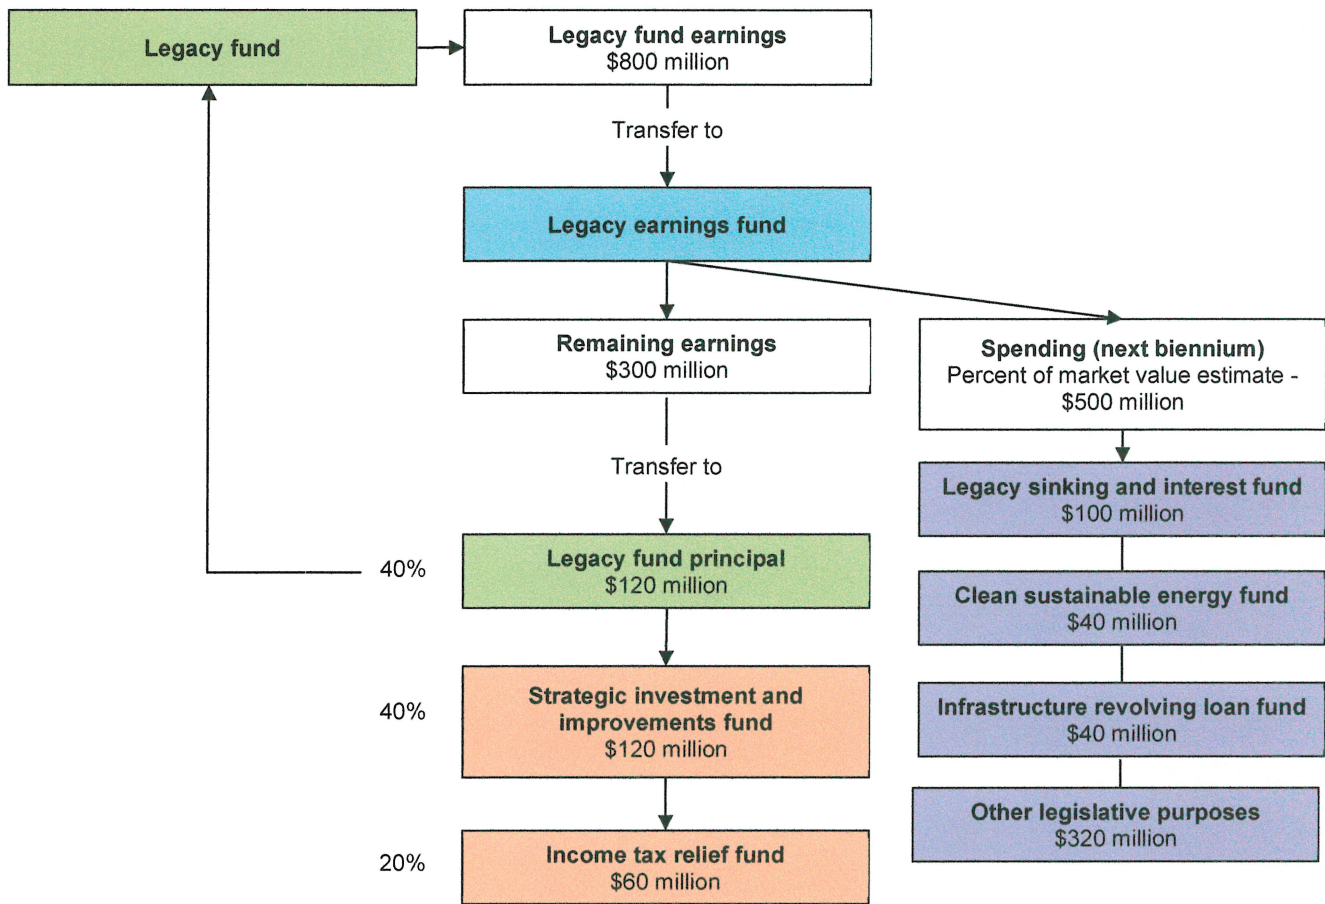 Legacy fund
Legacy fund earnings
$800 million
Transfer to
Legacy earnings fund
Remaining earnings
$300 million
Spending (next biennium)
Percent of market value estimate -
$500 million
Transfer to
Legacy sinking and interest fund
$100 million
40%
Legacy fund principal
$120 million
Clean sustainable energy fund
$40 million
40%
Strategic investment and
improvements fund
$120 million
Infrastructure revolving loan fund
$40 million
Other legislative purposes
$320 million
20%
Income tax relief fund
$60 million